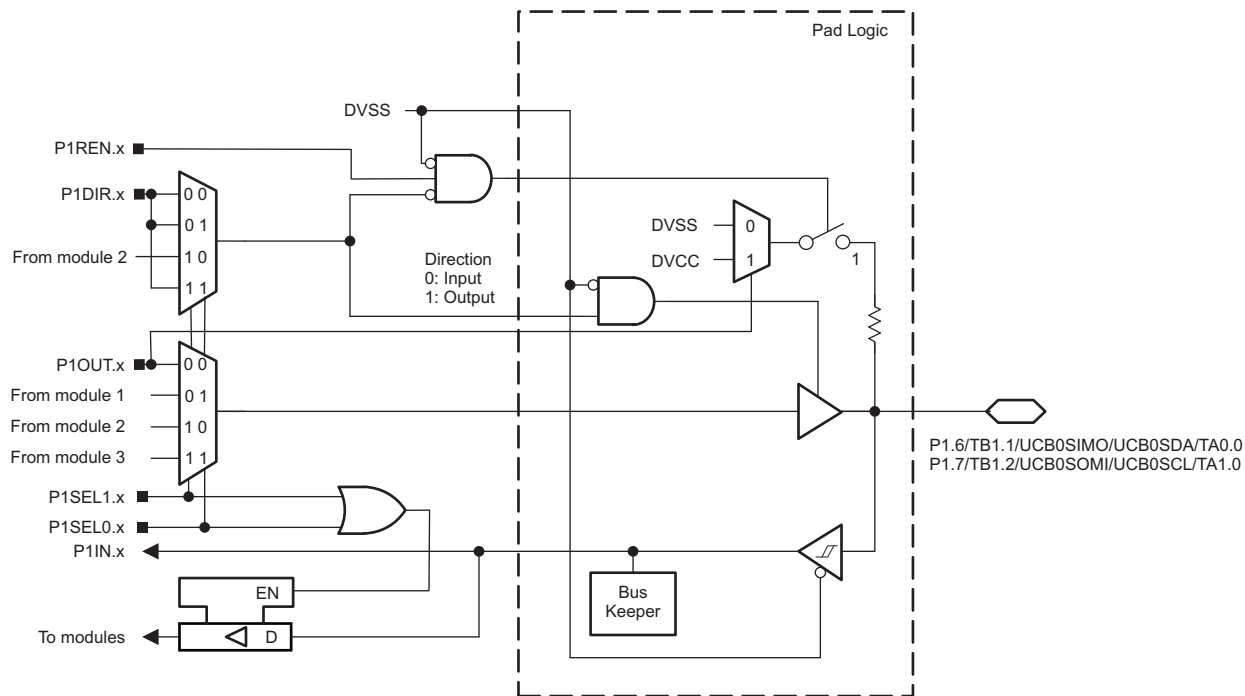 Pad Logic
DVSS
P1REN.x
P1DIR.x
0 0
0 1
From module 2
1 0
1 1
Direction
0: Input
1: Output
DVSS
0
DVCC
1
1
P1OUT.x
0 0
From module 1
0 1
From module 2
1 0
From module 3
1 1
P1.6/TB1.1/UCB0SIMO/UCB0SDA/TA0.0
P1.7/TB1.2/UCB0SOMI/UCB0SCL/TA1.0
P1SEL1.x
P1SEL0.x
P1IN.x
EN
Bus
Keeper
To modules
D